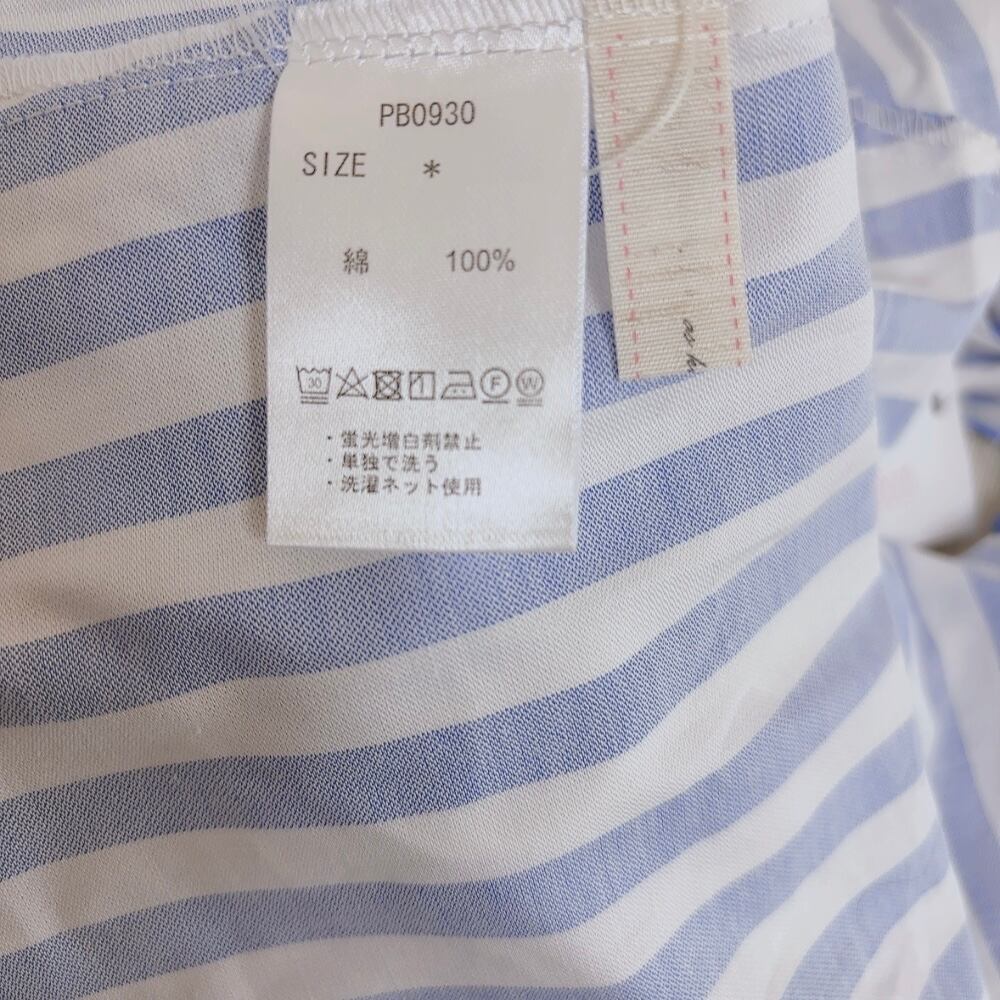 PB0930
SIZE *
綿 100%
30 F W
・蛍光増白剤禁止
・単独で洗う
・洗濯ネット使用